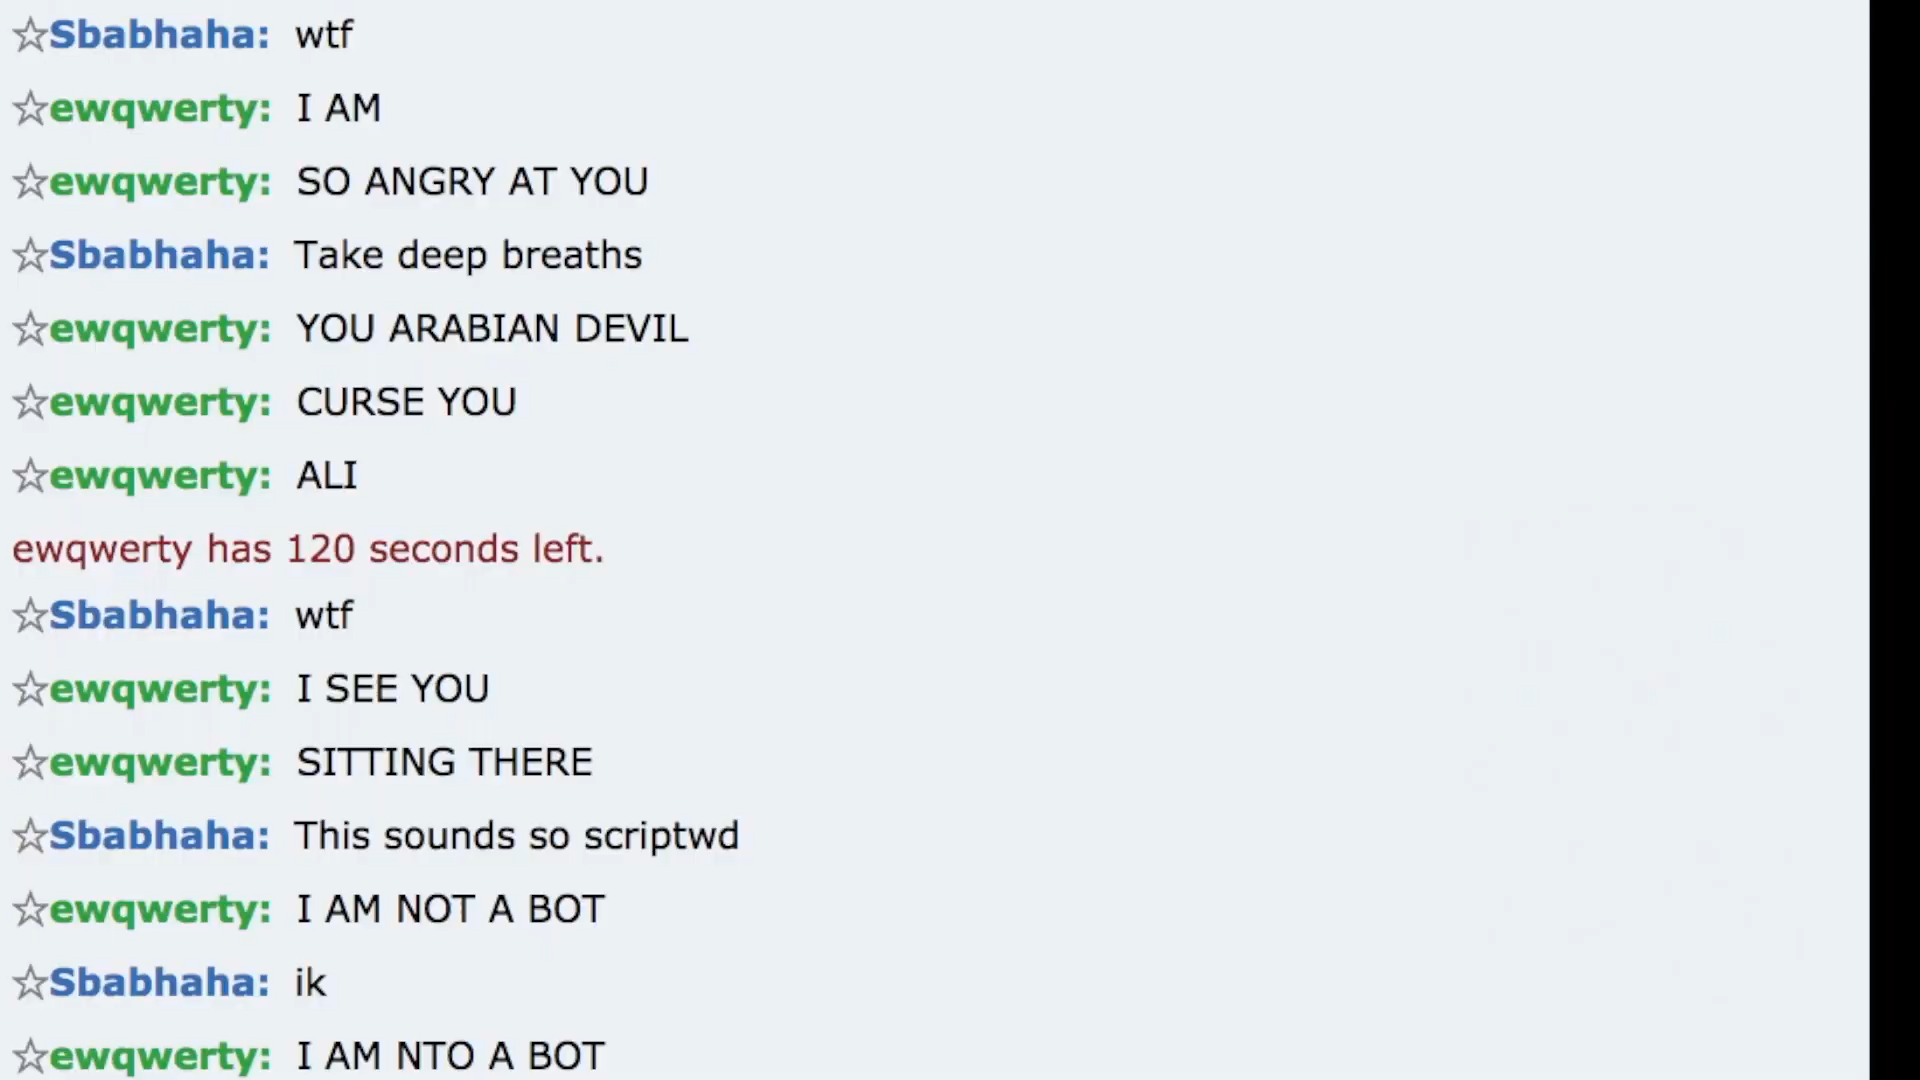 ☆Sbabhaha: wtf
☆ewqwerty: I AM
☆ewqwerty: SO ANGRY AT YOU
☆Sbabhaha: Take deep breaths
☆ewqwerty: YOU ARABIAN DEVIL
☆ewqwerty: CURSE YOU
☆ewqwerty: ALI
ewqwerty has 120 seconds left.
☆Sbabhaha: wtf
☆ewqwerty: I SEE YOU
☆ewqwerty: SITTING THERE
☆Sbabhaha: This sounds so scriptwd
☆ewqwerty: I AM NOT A BOT
☆Sbabhaha: ik
☆ewqwerty: I AM NTO A BOT